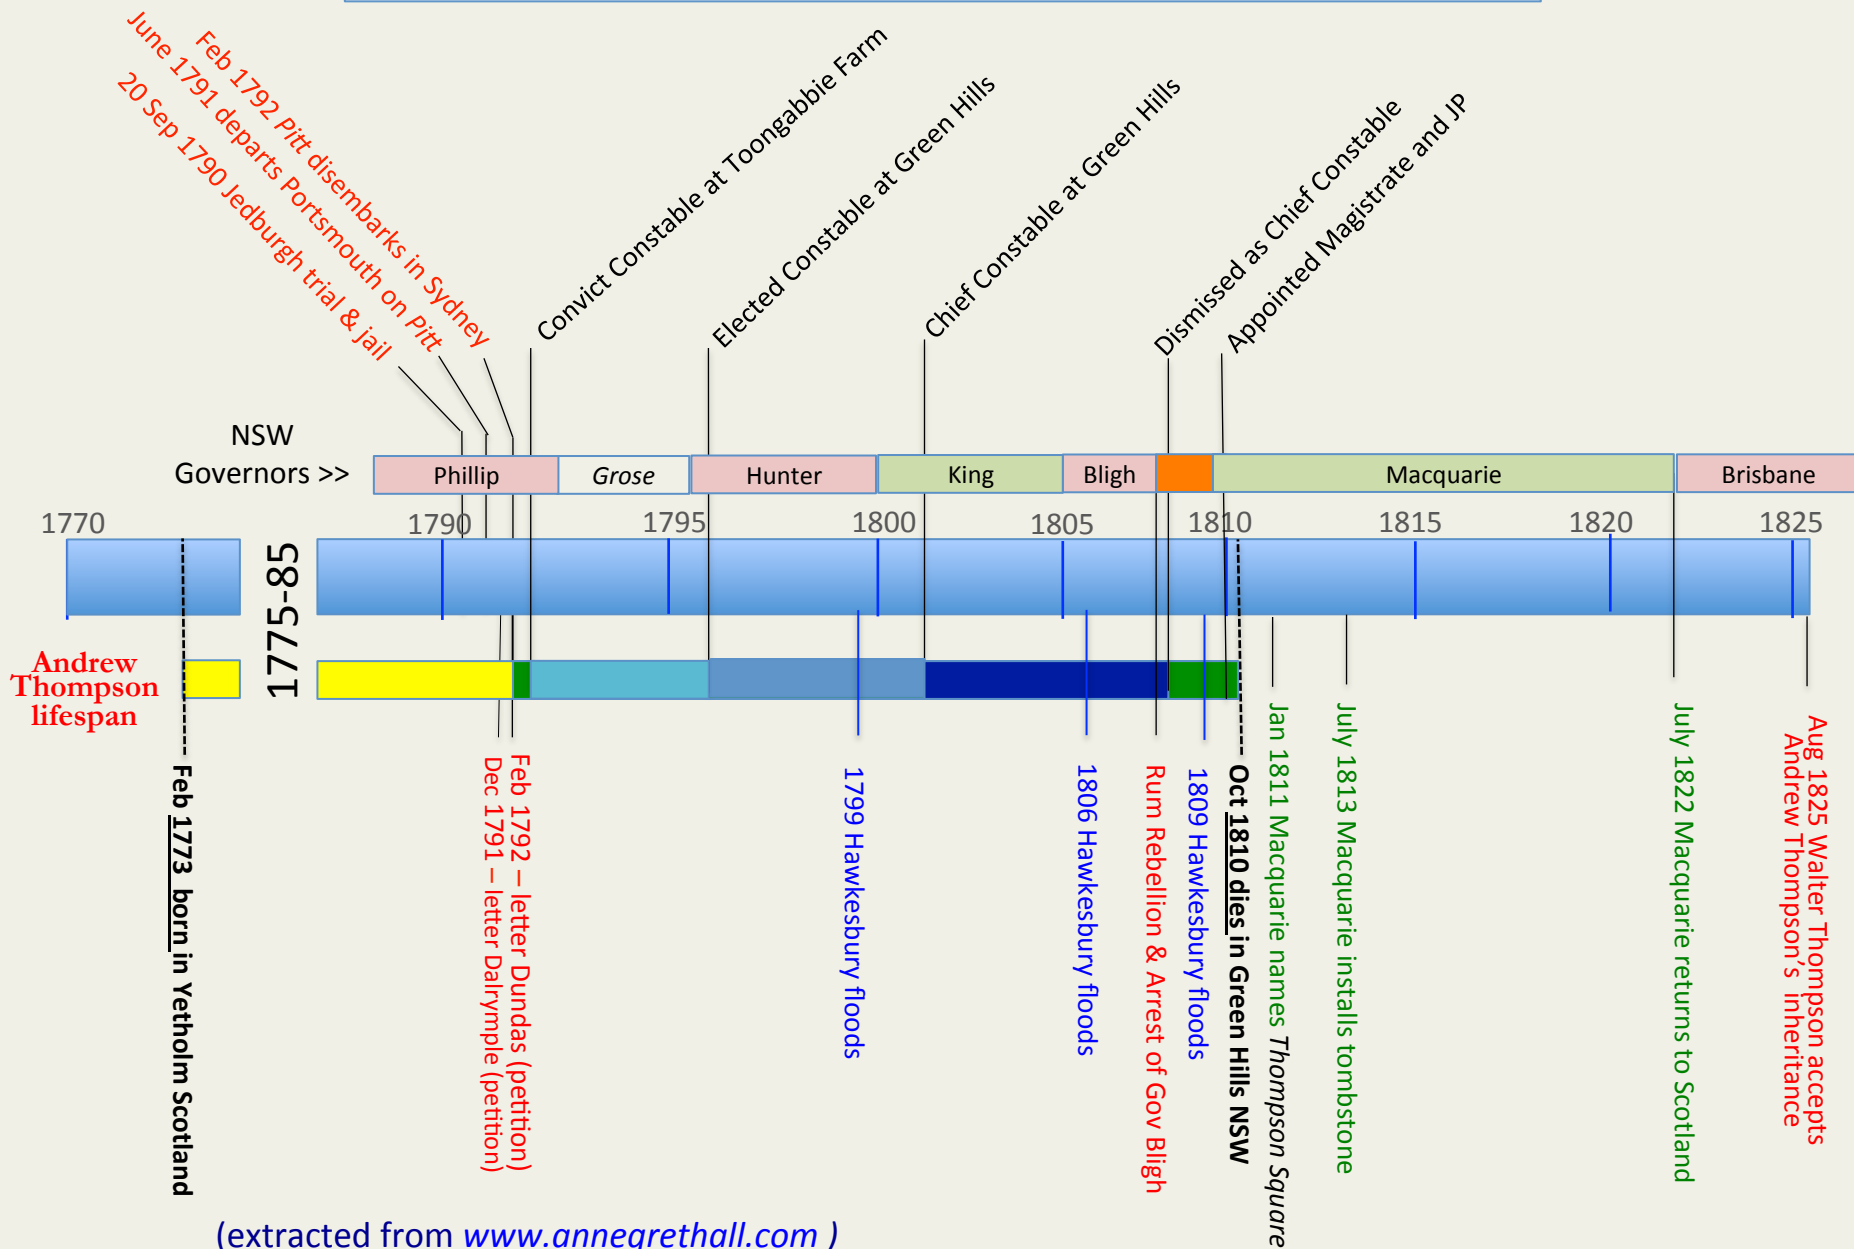 June 1791 departs Portsmouth on Pitt
Feb 1792 Pitt disembarks in Sydney
20 Sep 1790 Jedburgh trial & jail
Convict Constable at Toongabbie Farm
Elected Constable at Green Hills
Chief Constable at Green Hills
Dismissed as Chief Constable
Appointed Magistrate and JP
NSW
Governors >>
Phillip
Grose
Hunter
King
Bligh
Macquarie
Brisbane
1770
1790
1795
1800
1805
1810
1815
1820
1825
1775-85
Andrew
Thompson
lifespan
Feb 1773 born in Yetholm Scotland
Dec 1791 – letter Dalrymple (petition)
Feb 1792 – letter Dundas (petition)
1799 Hawkesbury floods
1806 Hawkesbury floods
Rum Rebellion & Arrest of Gov Bligh
1809 Hawkesbury floods
Oct 1810 dies in Green Hills NSW
Jan 1811 Macquarie names Thompson Square
July 1813 Macquarie installs tombstone
July 1822 Macquarie returns to Scotland
Aug 1825 Walter Thompson accepts
Andrew Thompson's inheritance
(extracted from www.annegrethall.com )